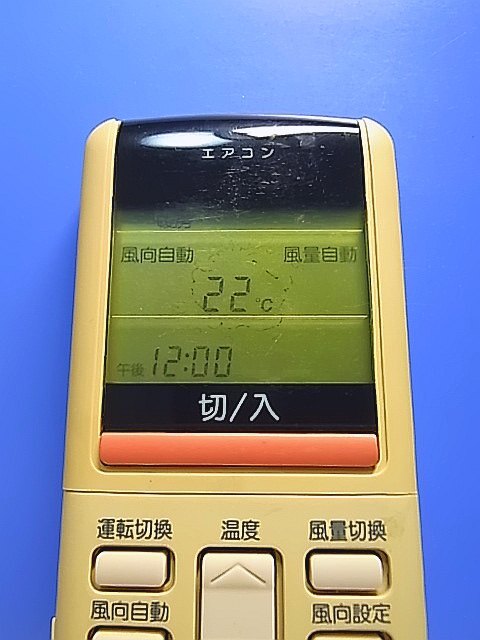 エアコン
風向自動 風量自動
22℃
午後 12:00
切/入
運転切換 温度 風量切換
風向自動 風向設定